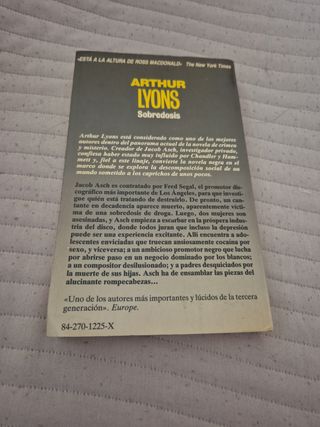 «ESTÁ A LA ALTURA DE ROSS MACDONALD» The New York Times
ARTHUR
LYONS
Sobredosis
Arthur Lyons está considerado como uno de los mejores
autores dentro del panorama actual de la novela de crimen
y misterio. Creador de Jacob Asch, investigador privado,
confiesa haber estado muy influido por Chandler y Ham-
mett y, fiel a este linaje, convierte la novela negra en el
marco donde se explora la descomposición social de un
mundo sometido a los caprichos de unos pocos.
Jacob Asch es contratado por Fred Segal, el promotor dis-
cográfico más importante de Los Ángeles, para que investi-
gue quién está tratando de destruirlo. De pronto, un can-
tante en decadencia aparece muerto, aparentemente vícti-
ma de una sobredosis de droga. Luego, dos mujeres son
asesinadas, y Asch empieza a escarbar en la próspera indus-
tria del disco, donde todos juran que incluso la depresión
puede ser una experiencia excitante. Allí encuentra a ado-
lescentes enviciadas que truecan ansiosamente cocaína por
sexo, y viceversa; a un ambicioso promotor negro que lucha
por abrirse paso en un negocio dominado por los blancos;
a un compositor desilusionado; y a padres desquiciados por
la muerte de sus hijas. Asch ha de ensamblar las piezas del
alucinante rompecabezas...
«Uno de los autores más importantes y lúcidos de la tercera
generación». Europe.
84-270-1225-X